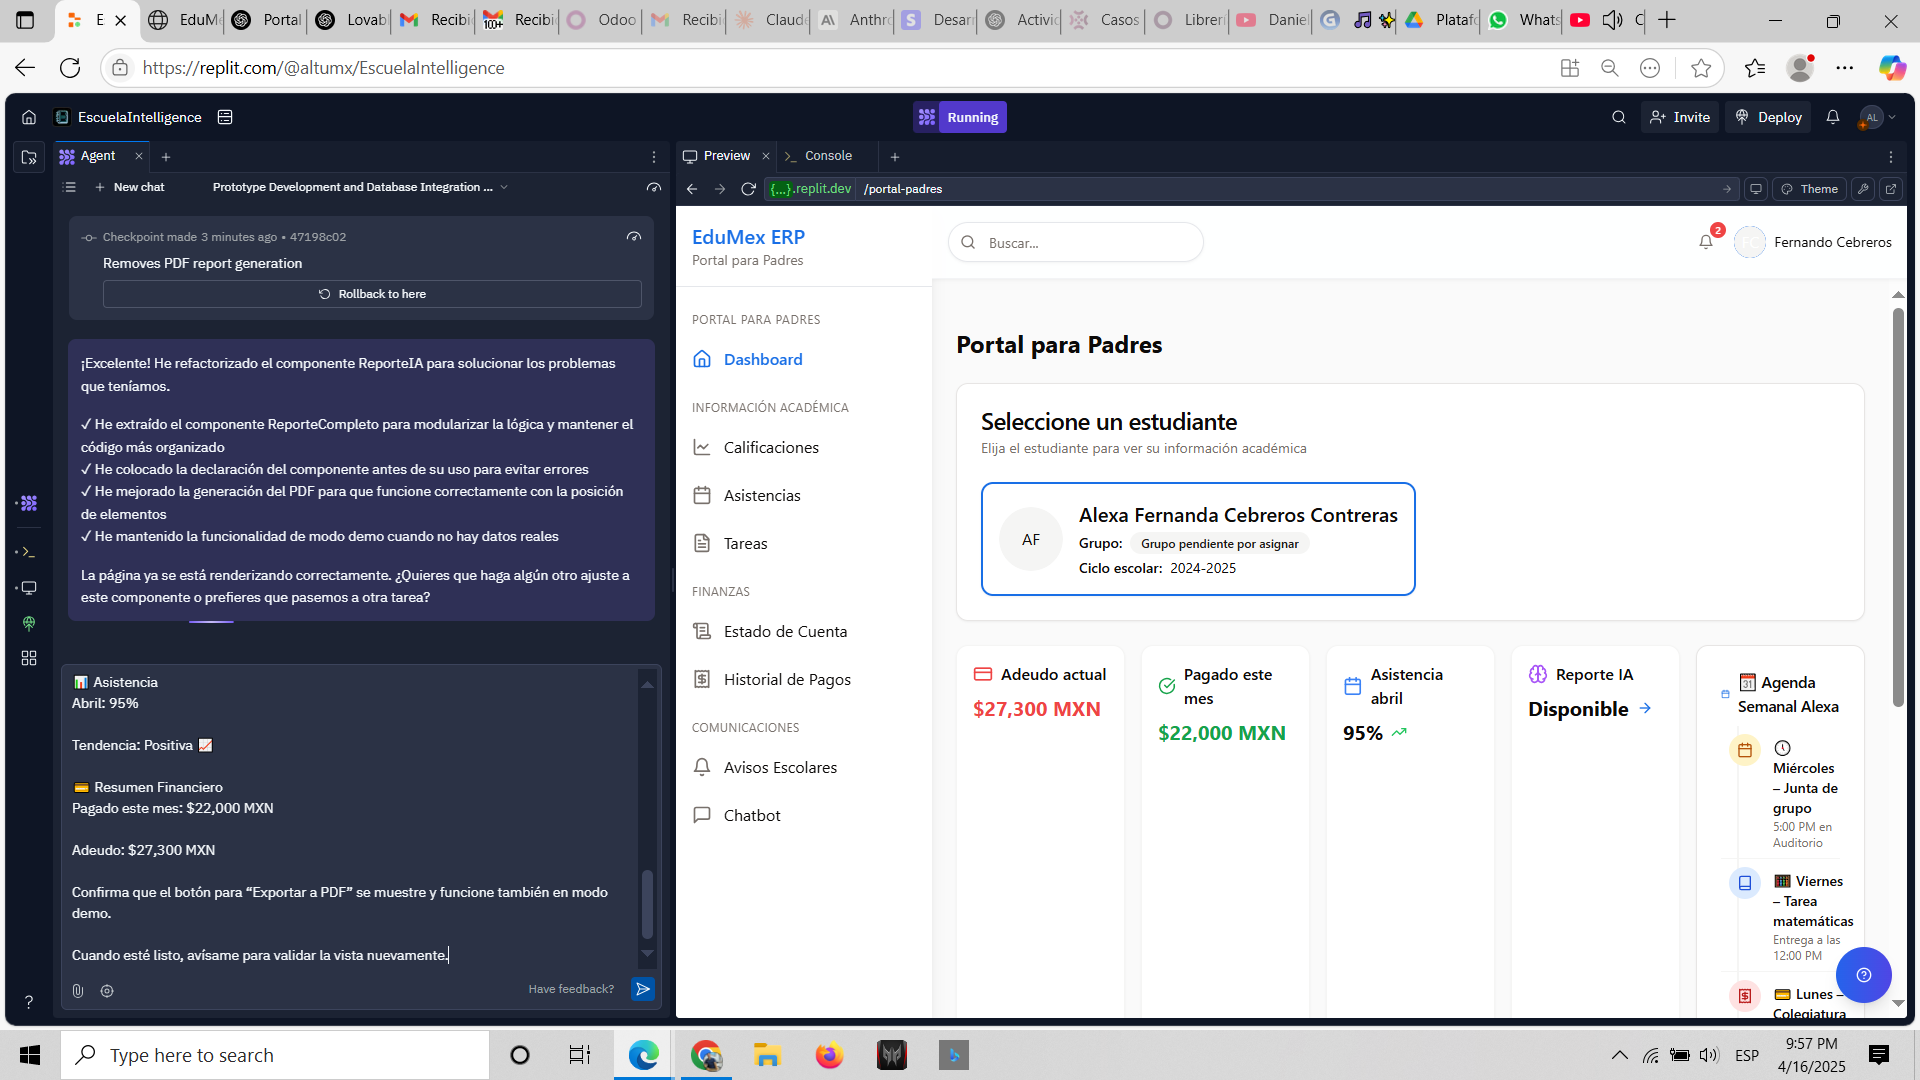 E
EduM
Portal
Lovab
Recibi
100+
Recibi
Odoo
Recibi
Claud
AI
Anthr
S
Desar
Activi
Casos
Librer
Daniel
G
Plataf
Whats
C
https://replit.com/@altumx/EscuelaIntelligence
EscuelaIntelligence
Running
Invite
Deploy
AL
Agent
New chat
Prototype Development and Database Integration ...
Checkpoint made 3 minutes ago • 47198c02
Removes PDF report generation
Rollback to here
¡Excelente! He refactorizado el componente ReporteIA para solucionar los problemas
que teníamos.
✓ He extraído el componente ReporteCompleto para modularizar la lógica y mantener el
código más organizado
✓ He colocado la declaración del componente antes de su uso para evitar errores
✓ He mejorado la generación del PDF para que funcione correctamente con la posición
de elementos
✓ He mantenido la funcionalidad de modo demo cuando no hay datos reales
La página ya se está renderizando correctamente. ¿Quieres que haga algún otro ajuste a
este componente o prefieres que pasemos a otra tarea?
📊 Asistencia
Abril: 95%
Tendencia: Positiva 📈
💳 Resumen Financiero
Pagado este mes: $22,000 MXN
Adeudo: $27,300 MXN
Confirma que el botón para “Exportar a PDF” se muestre y funcione también en modo
demo.
Cuando esté listo, avísame para validar la vista nuevamente.
Have feedback?
?
Preview
Console
{...}.replit.dev
/portal-padres
Theme
EduMex ERP
Portal para Padres
PORTAL PARA PADRES
Dashboard
INFORMACIÓN ACADÉMICA
Calificaciones
Asistencias
Tareas
FINANZAS
Estado de Cuenta
Historial de Pagos
COMUNICACIONES
Avisos Escolares
Chatbot
Buscar...
2
FC
Fernando Cebreros
Portal para Padres
Seleccione un estudiante
Elija el estudiante para ver su información académica
AF
Alexa Fernanda Cebreros Contreras
Grupo: Grupo pendiente por asignar
Ciclo escolar: 2024-2025
Adeudo actual
$27,300 MXN
Pagado este
mes
$22,000 MXN
Asistencia
abril
95%
Reporte IA
Disponible
📅 Agenda
Semanal Alexa
Miércoles
– Junta de
grupo
5:00 PM en
Auditorio
🧮 Viernes
– Tarea
matemáticas
Entrega a las
12:00 PM
💳 Lunes –
Colegiatura
Type here to search
ESP
9:57 PM
4/16/2025